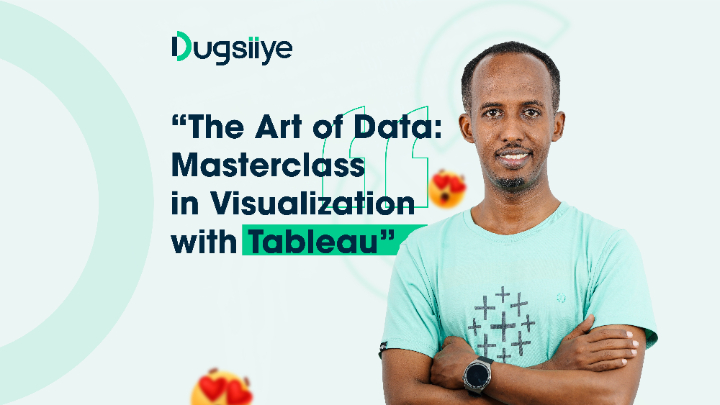 Dugsiiye
“The Art of Data:
Masterclass
in Visualization
with Tableau”